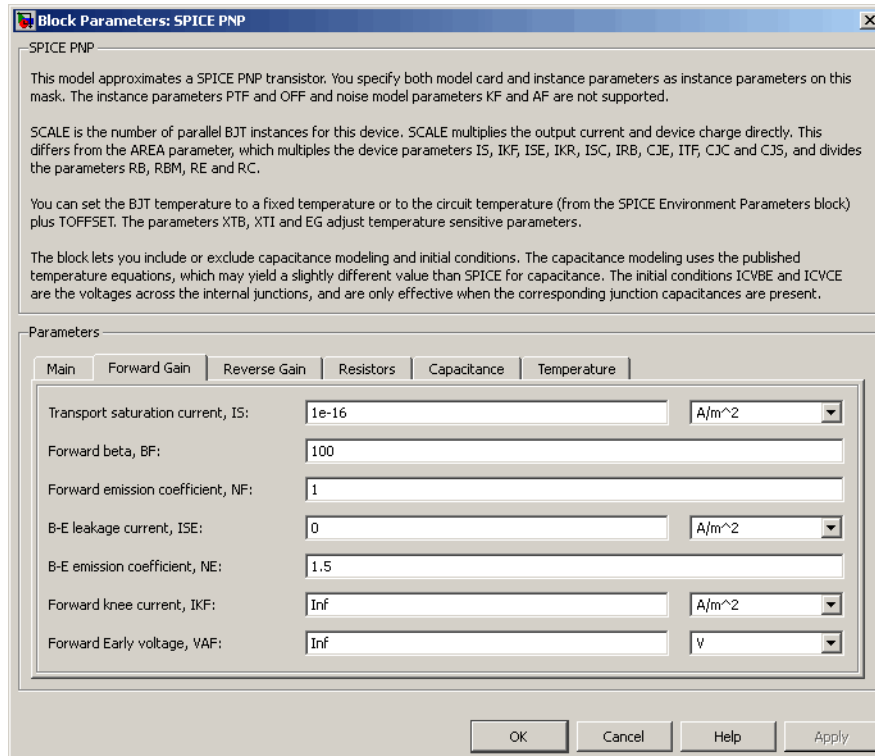 Block Parameters: SPICE PNP
SPICE PNP
This model approximates a SPICE PNP transistor. You specify both model card and instance parameters as instance parameters on this
mask. The instance parameters PTF and OFF and noise model parameters KF and AF are not supported.
SCALE is the number of parallel BJT instances for this device. SCALE multiplies the output current and device charge directly. This
differs from the AREA parameter, which multiples the device parameters IS, IKF, ISE, IKR, ISC, IRB, CJE, ITF, CJC and CJS, and divides
the parameters RB, RBM, RE and RC.
You can set the BJT temperature to a fixed temperature or to the circuit temperature (from the SPICE Environment Parameters block)
plus TOFFSET. The parameters XTB, XTI and EG adjust temperature sensitive parameters.
The block lets you include or exclude capacitance modeling and initial conditions. The capacitance modeling uses the published
temperature equations, which may yield a slightly different value than SPICE for capacitance. The initial conditions ICVBE and ICVCE
are the voltages across the internal junctions, and are only effective when the corresponding junction capacitances are present.
Parameters
Main Forward Gain Reverse Gain Resistors Capacitance Temperature
Transport saturation current, IS: 1e-16 A/m^2
Forward beta, BF: 100
Forward emission coefficient, NF: 1
B-E leakage current, ISE: 0 A/m^2
B-E emission coefficient, NE: 1.5
Forward knee current, IKF: Inf A/m^2
Forward Early voltage, VAF: Inf V
OK Cancel Help Apply